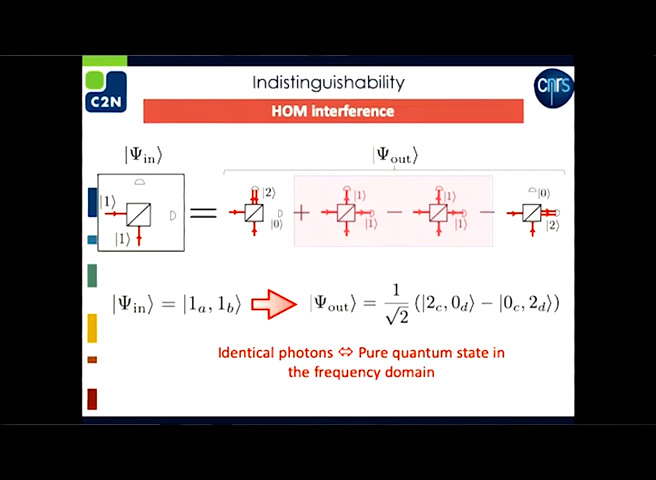 Indistinguishability
C2N
cnrs
HOM interference
|Ψin⟩
|Ψout⟩
|1⟩ |1⟩ = |2⟩ |0⟩ + |1⟩ |1⟩ − |1⟩ |1⟩ − |0⟩ |2⟩
|Ψin⟩ = |1a, 1b⟩ |Ψout⟩ = 1/√2 (|2c, 0d⟩ − |0c, 2d⟩)
Identical photons ⇔ Pure quantum state in
the frequency domain